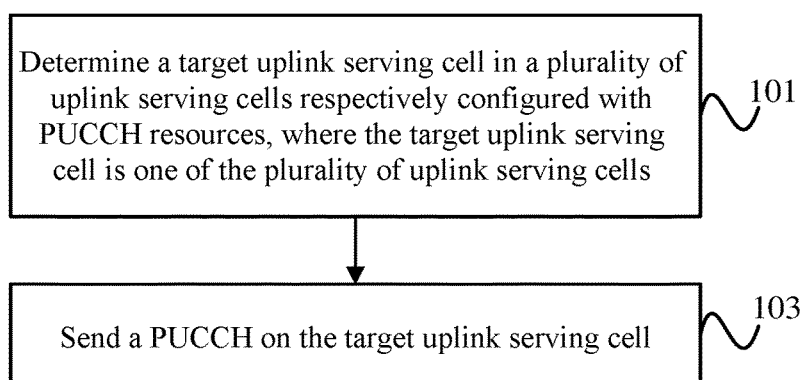 Determine a target uplink serving cell in a plurality of
uplink serving cells respectively configured with
PUCCH resources, where the target uplink serving
cell is one of the plurality of uplink serving cells
101
Send a PUCCH on the target uplink serving cell
103